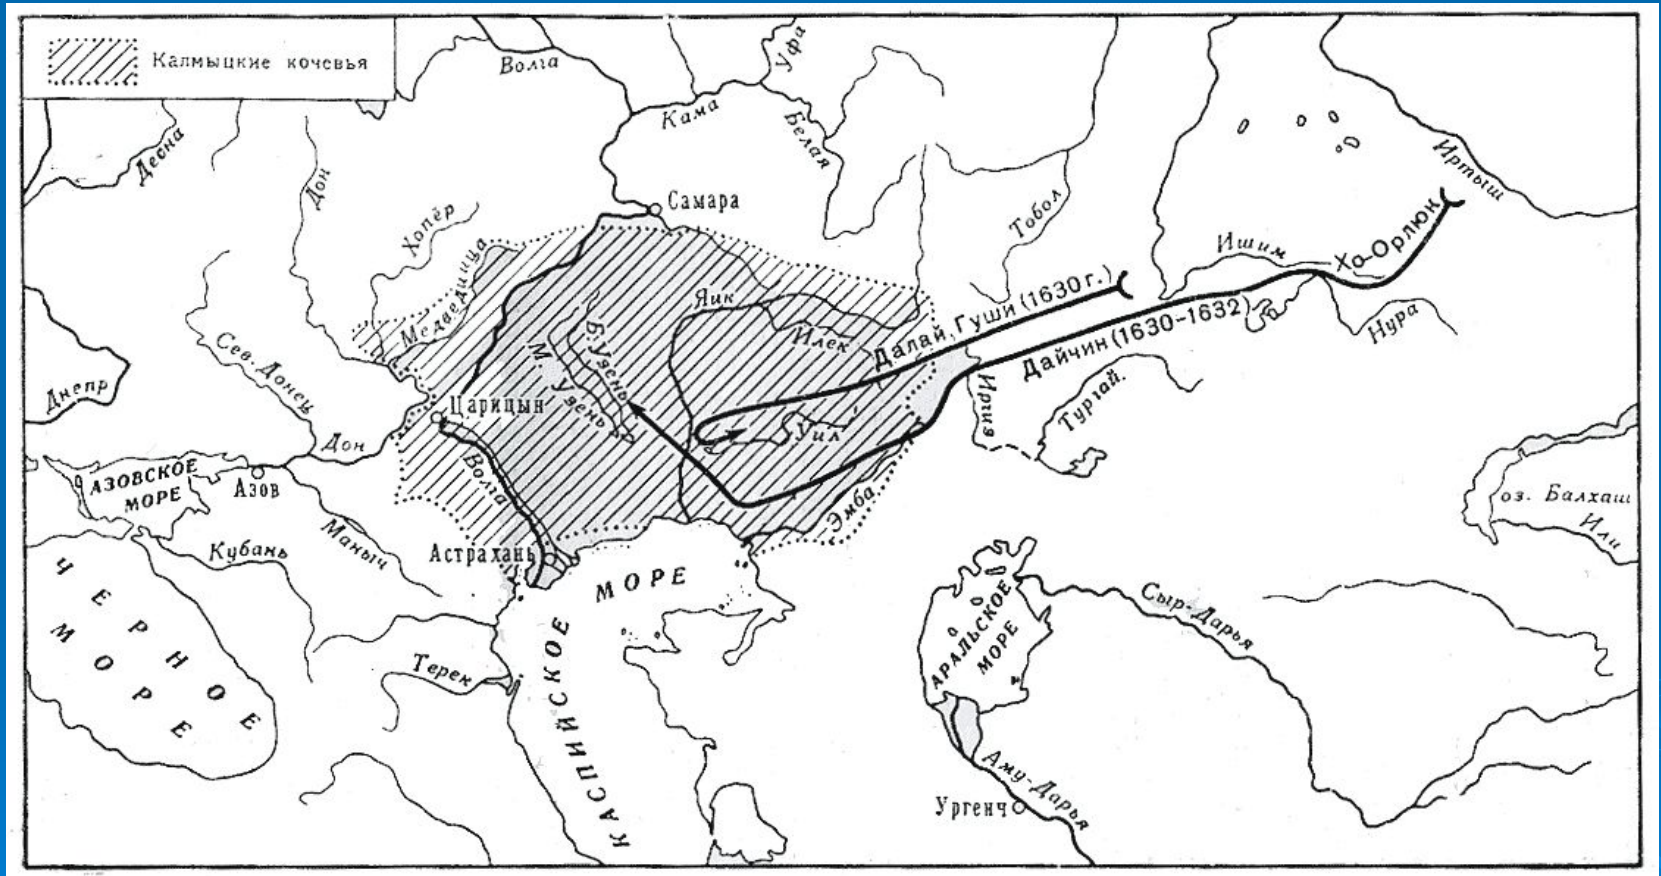 Калмыцкие кочевья
Волга
Уфа
Кама
Белая
Десна
Дон
Хопёр
Самара
Тобол
Иртыш
Ишим
Хо-Орлюк
Медведица
Яик
Илек
Далай, Гуши (1630 г.)
Дайчин (1630-1632)
Нура
Сев. Донец
Б. Узень
М. Узень
Днепр
Царицын
Иргиз
Тургай.
Уил
Дон
Волга
АЗОВСКОЕ
МОРЕ
Азов
Эмба
оз. Балхаш
Или
Маныч
Кубань
Астрахань
ЧЕРНОЕ
МОРЕ
КАСПИЙСКОЕ
МОРЕ
АРАЛЬСКОЕ
МОРЕ
Сыр-Дарья
Терек
Аму-Дарья
Ургенч